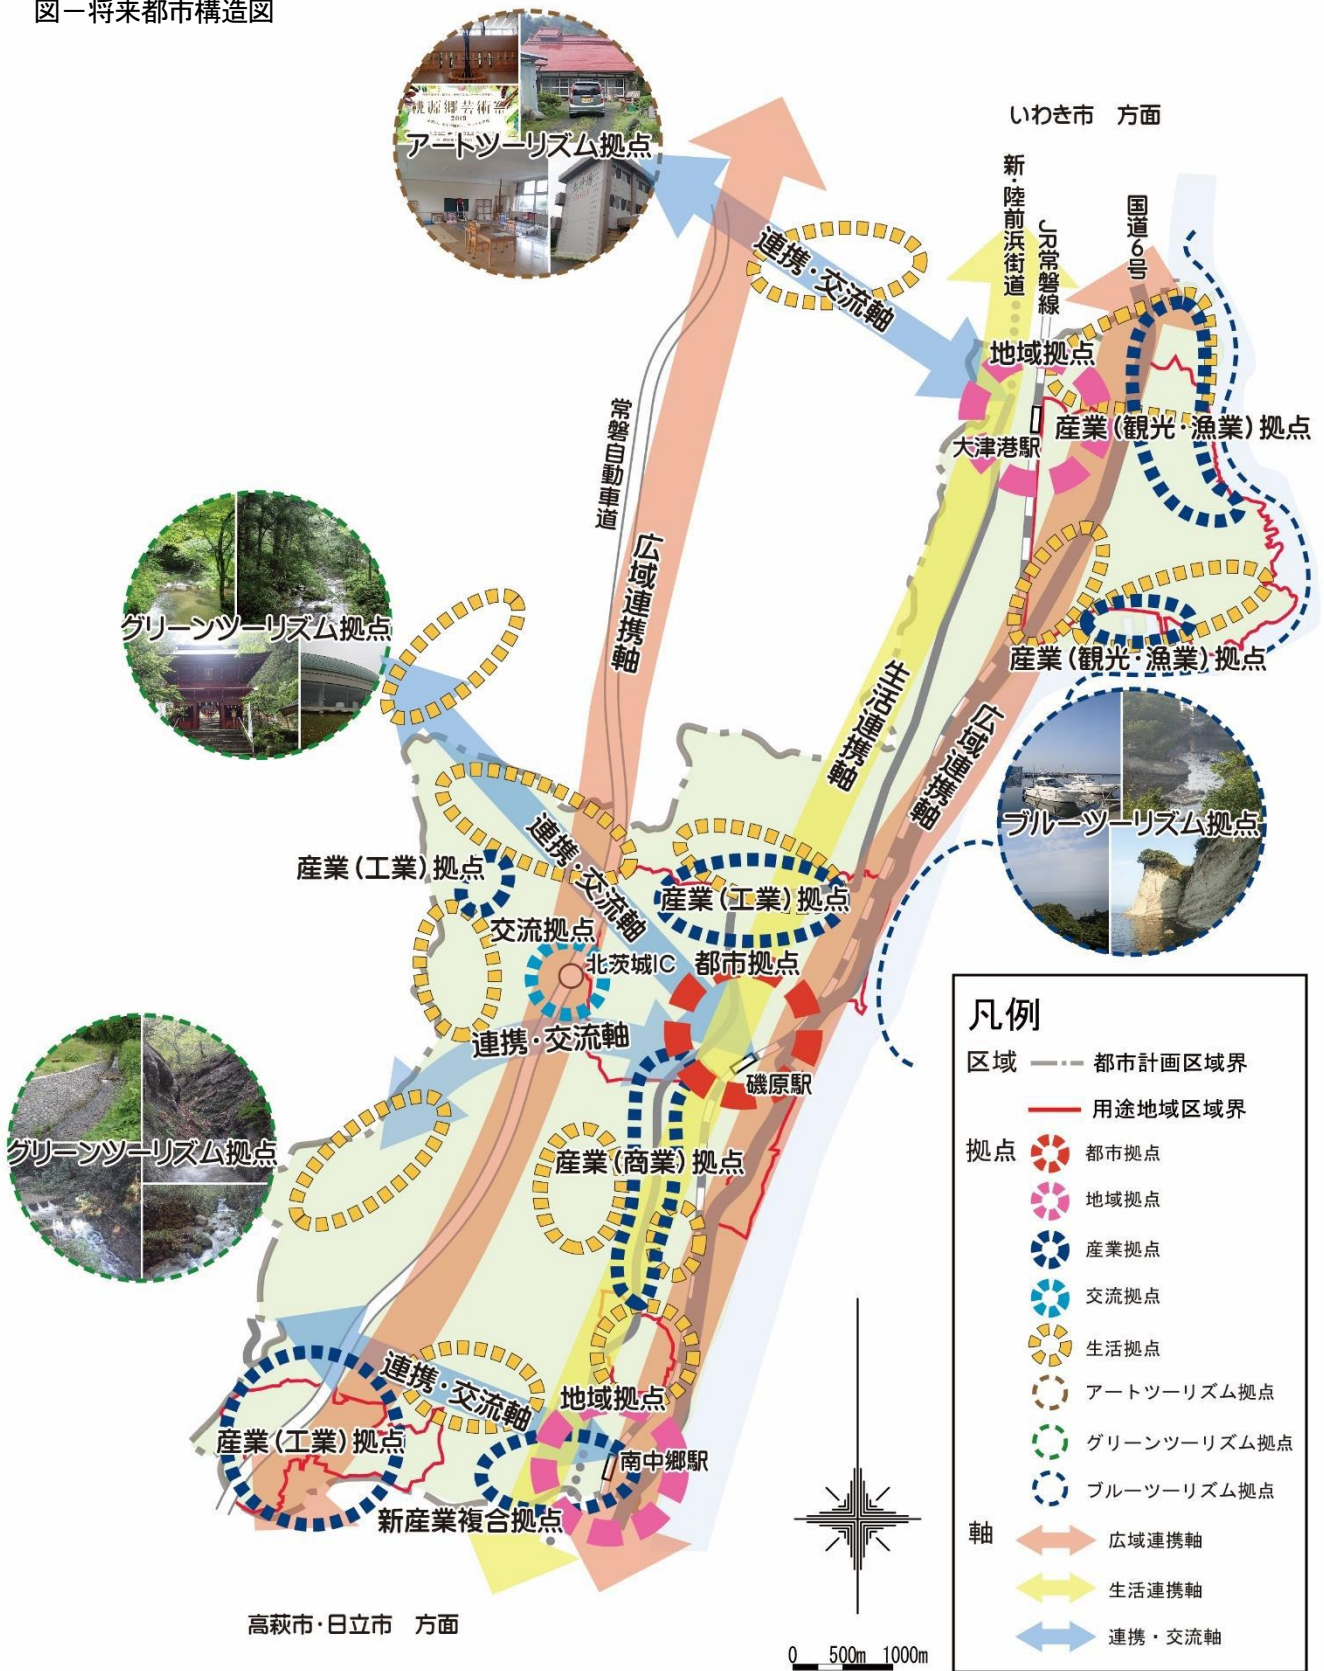 図－将来都市構造図
桃源郷芸術祭
2019
アートツーリズム拠点
いわき市　方面
新・陸前浜街道
JR常磐線
国道6号
連携・交流軸
地域拠点
大津港駅
産業(観光・漁業)拠点
常磐自動車道
広域連携軸
グリーンツーリズム拠点
産業(観光・漁業)拠点
生活連携軸
広域連携軸
ブルーツーリズム拠点
連携・交流軸
産業(工業)拠点
産業(工業)拠点
交流拠点
北茨城IC
都市拠点
連携・交流軸
磯原駅
グリーンツーリズム拠点
産業(商業)拠点
連携・交流軸
地域拠点
産業(工業)拠点
南中郷駅
新産業複合拠点
高萩市・日立市　方面
凡例
区域
都市計画区域界
用途地域区域界
拠点
都市拠点
地域拠点
産業拠点
交流拠点
生活拠点
アートツーリズム拠点
グリーンツーリズム拠点
ブルーツーリズム拠点
軸
広域連携軸
生活連携軸
連携・交流軸
0 500m 1000m